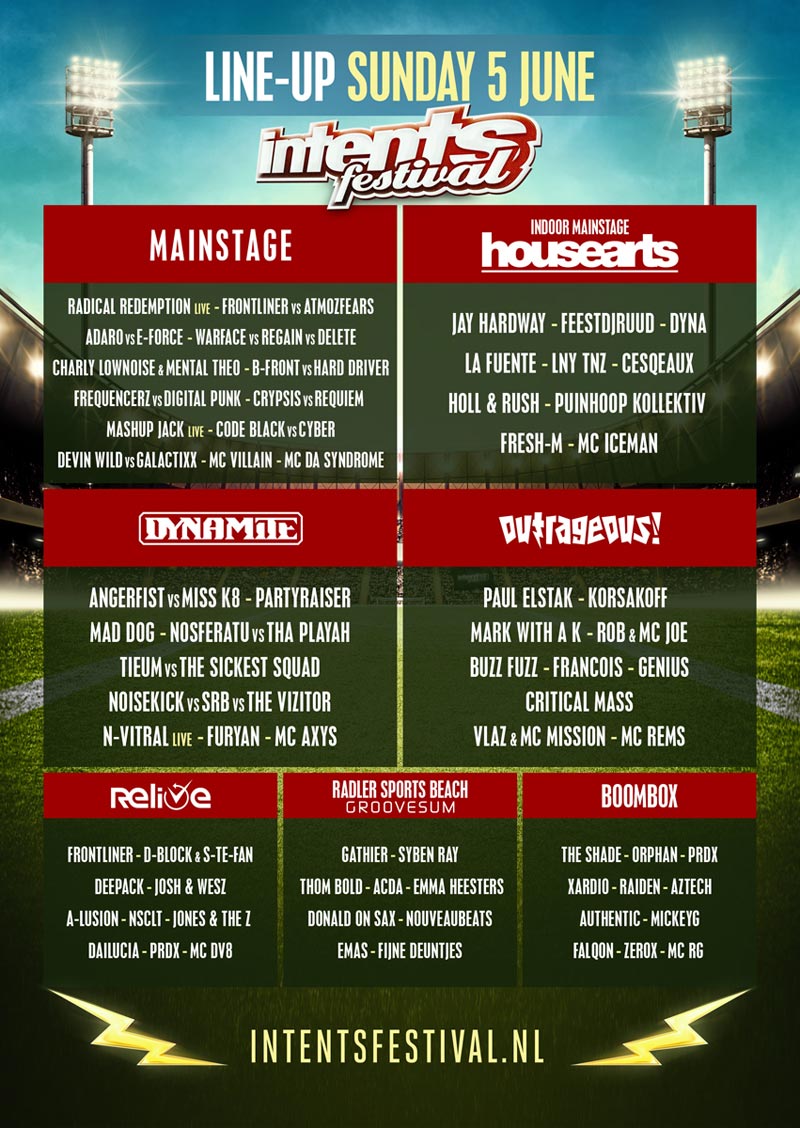 LINE-UP SUNDAY 5 JUNE
intents
festival
MAINSTAGE
RADICAL REDEMPTION LIVE - FRONTLINER vs ATMOZFEARS
ADARO vs E-FORCE - WARFACE vs REGAIN vs DELETE
CHARLY LOWNOISE & MENTAL THEO - B-FRONT vs HARD DRIVER
FREQUENCERZ vs DIGITAL PUNK - CRYPSIS vs REQUIEM
MASHUP JACK LIVE - CODE BLACK vs CYBER
DEVIN WILD vs GALACTIXX - MC VILLAIN - MC DA SYNDROME
INDOOR MAINSTAGE
housearts
JAY HARDWAY - FEESTDJRUUD - DYNA
LA FUENTE - LNY TNZ - CESQEAUX
HOLL & RUSH - PUINHOOP KOLLEKTIV
FRESH-M - MC ICEMAN
DYNAMITE
ANGERFIST vs MISS K8 - PARTYRAISER
MAD DOG - NOSFERATU vs THA PLAYAH
TIEUM vs THE SICKEST SQUAD
NOISEKICK vs SRB vs THE VIZITOR
N-VITRAL LIVE - FURYAN - MC AXYS
outrageous!
PAUL ELSTAK - KORSAKOFF
MARK WITH A K - ROB & MC JOE
BUZZ FUZZ - FRANCOIS - GENIUS
CRITICAL MASS
VLAZ & MC MISSION - MC REMS
Relive
FRONTLINER - D-BLOCK & S-TE-FAN
DEEPACK - JOSH & WESZ
A-LUSION - NSCLT - JONES & THE Z
DAILUCIA - PRDX - MC DV8
RADLER SPORTS BEACH
GROOVESUM
GATHIER - SYBEN RAY
THOM BOLD - ACDA - EMMA HEESTERS
DONALD ON SAX - NOUVEAUBEATS
EMAS - FIJNE DEUNTJES
BOOMBOX
THE SHADE - ORPHAN - PRDX
XARDIO - RAIDEN - AZTECH
AUTHENTIC - MICKEYG
FALQON - ZEROX - MC RG
INTENTSFESTIVAL.NL